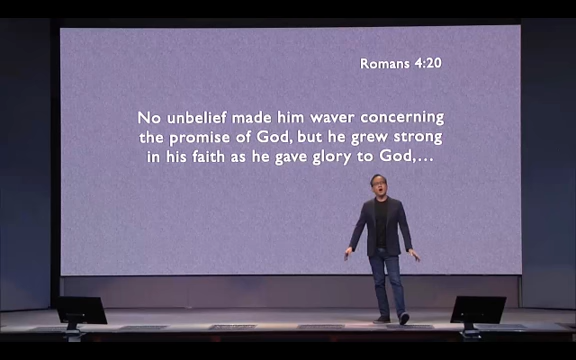 Romans 4:20
No unbelief made him waver concerning
the promise of God, but he grew strong
in his faith as he gave glory to God,…